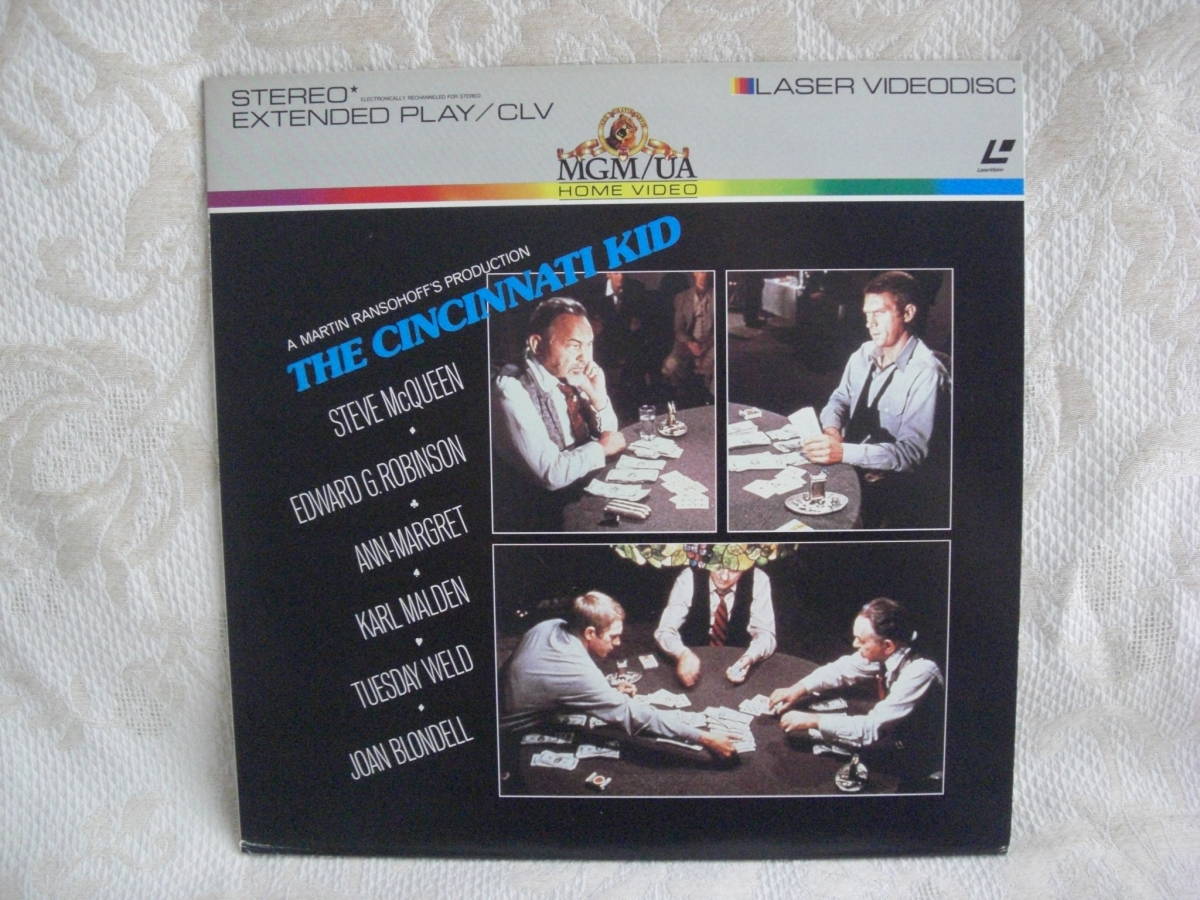 STEREO* ELECTRONICALLY RECHANNELED FOR STEREO
EXTENDED PLAY/CLV
LASER VIDEODISC
LaserVision
MGM/UA
HOME VIDEO
A MARTIN RANSOHOFF'S PRODUCTION
THE CINCINNATI KID
STEVE McQUEEN
EDWARD G. ROBINSON
ANN-MARGRET
KARL MALDEN
TUESDAY WELD
JOAN BLONDELL